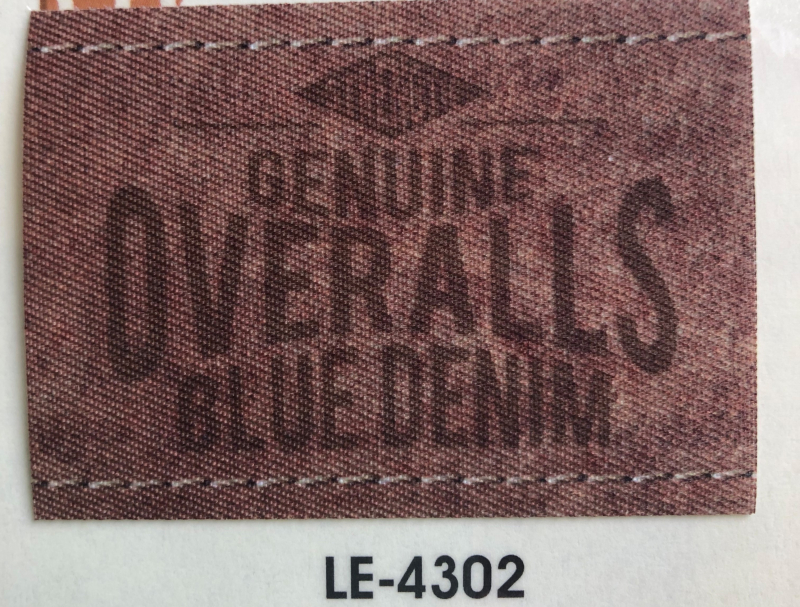 GENUINE
OVERALLS
BLUE DENIM
LE-4302